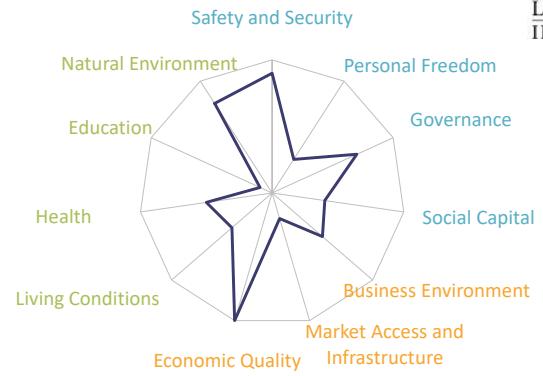 Safety and Security
Natural Environment
Personal Freedom
Education
Governance
Health
Social Capital
Living Conditions
Business Environment
Market Access and
Infrastructure
Economic Quality